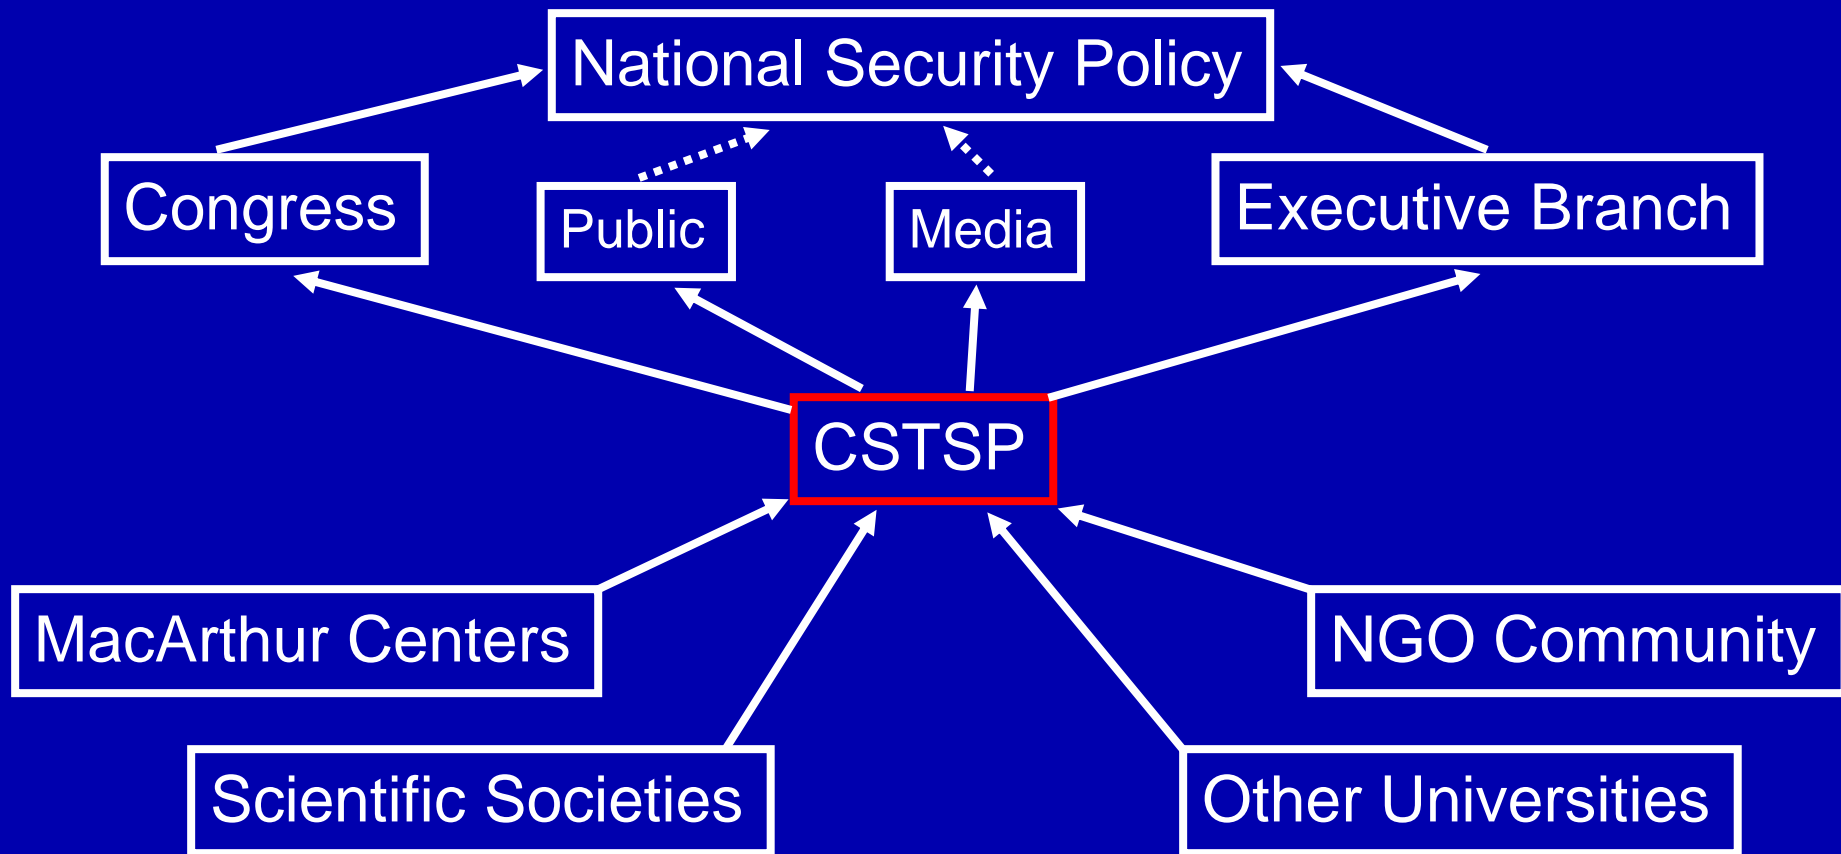 National Security Policy
Congress
Public
Media
Executive Branch
CSTSP
MacArthur Centers
NGO Community
Scientific Societies
Other Universities